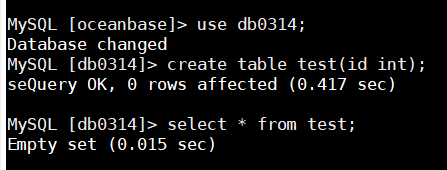 MySQL [oceanbase]> use db0314;
Database changed
MySQL [db0314]> create table test(id int);
seQuery OK, 0 rows affected (0.417 sec)
MySQL [db0314]> select * from test;
Empty set (0.015 sec)